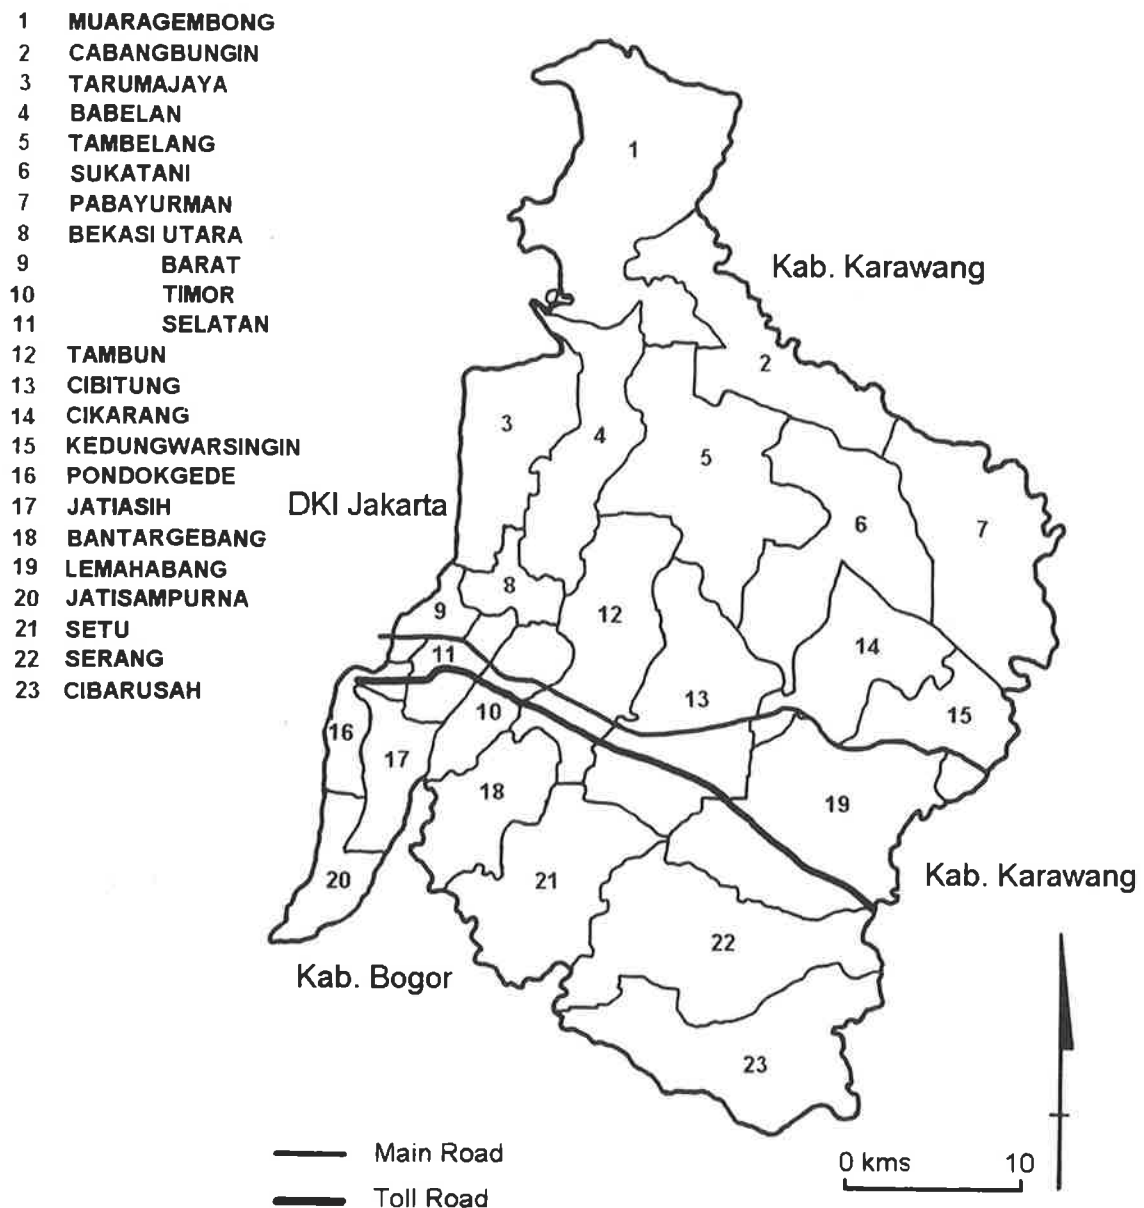 1 MUARAGEMBONG
2 CABANGBUNGIN
3 TARUMAJAYA
4 BABELAN
5 TAMBELANG
6 SUKATANI
7 PABAYURMAN
8 BEKASI UTARA
9 BARAT
10 TIMOR
11 SELATAN
12 TAMBUN
13 CIBITUNG
14 CIKARANG
15 KEDUNGWARSINGIN
16 PONDOKGEDE
17 JATIASIH
18 BANTARGEBANG
19 LEMAHABANG
20 JATISAMPURNA
21 SETU
22 SERANG
23 CIBARUSAH
1
Kab. Karawang
2
3
4
5
DKI Jakarta
6
7
8
9
12
11
14
13
10
15
16
17
18
19
20
21
Kab. Karawang
22
Kab. Bogor
23
Main Road
0 kms 10
Toll Road